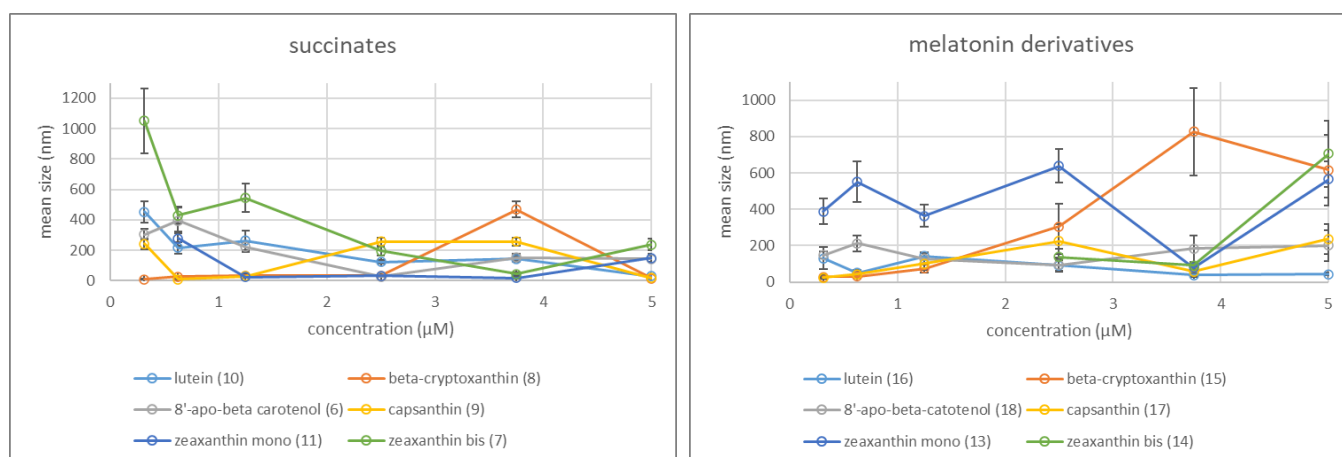 succinates
1200
1000
800
600
400
200
0
mean size (nm)
0 1 2 3 4 5
concentration (µM)
lutein (10) beta-cryptoxanthin (8)
8'-apo-beta carotenol (6) capsanthin (9)
zeaxanthin mono (11) zeaxanthin bis (7)
melatonin derivatives
1000
800
600
400
200
0
mean size (nm)
0 1 2 3 4 5
concentration (µM)
lutein (16) beta-cryptoxanthin (15)
8'-apo-beta-catotenol (18) capsanthin (17)
zeaxanthin mono (13) zeaxanthin bis (14)